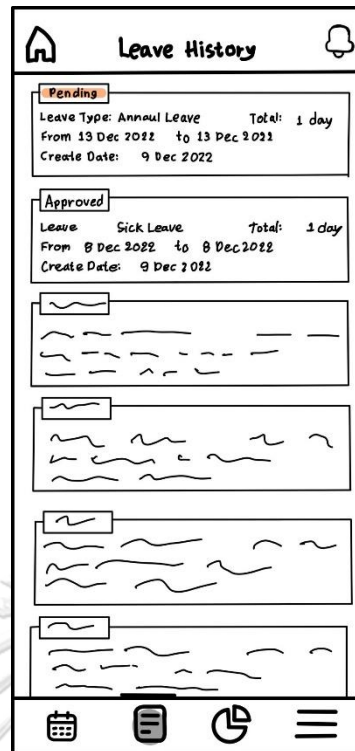 Leave History
Pending
Leave Type: Annaul Leave Total: 1 day
From 13 Dec 2022 to 13 Dec 2022
Create Date: 9 Dec 2022
Approved
Leave Sick Leave Total: 1 day
From 8 Dec 2022 to 8 Dec 2022
Create Date: 9 Dec 2022